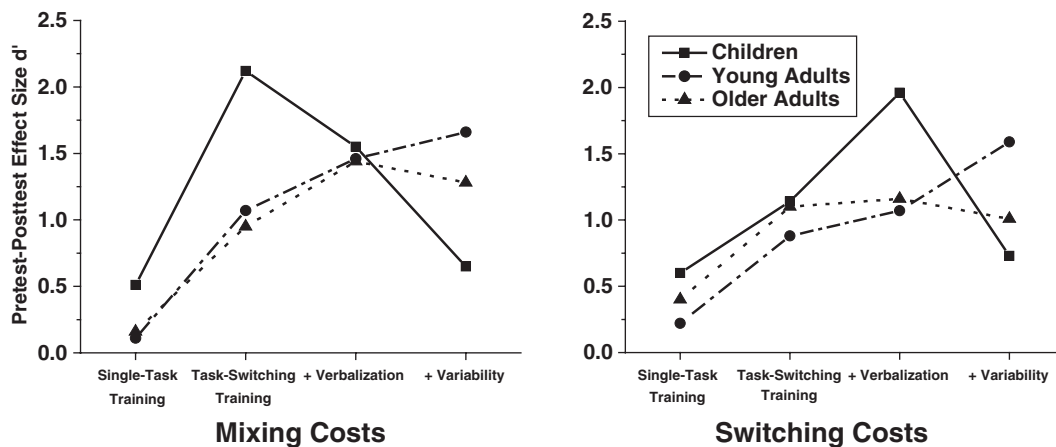 Pretest-Posttest Effect Size d'
2.5
2.0
1.5
1.0
0.5
0.0
Single-Task
Training
Task-Switching
Training
+ Verbalization
+ Variability
Mixing Costs
2.5
2.0
1.5
1.0
0.5
0.0
Children
Young Adults
Older Adults
Single-Task
Training
Task-Switching
Training
+ Verbalization
+ Variability
Switching Costs